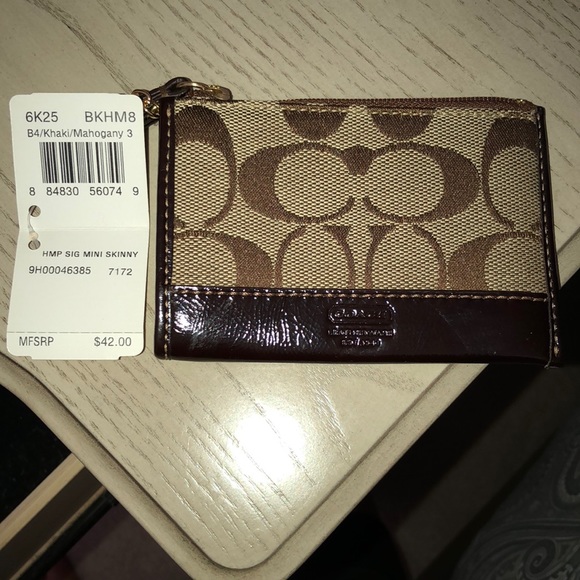 6K25 BKHM8
B4/Khaki/Mahogany 3
8 84830 56074 9
HMP SIG MINI SKINNY
9H00046385 7172
MFSRP $42.00